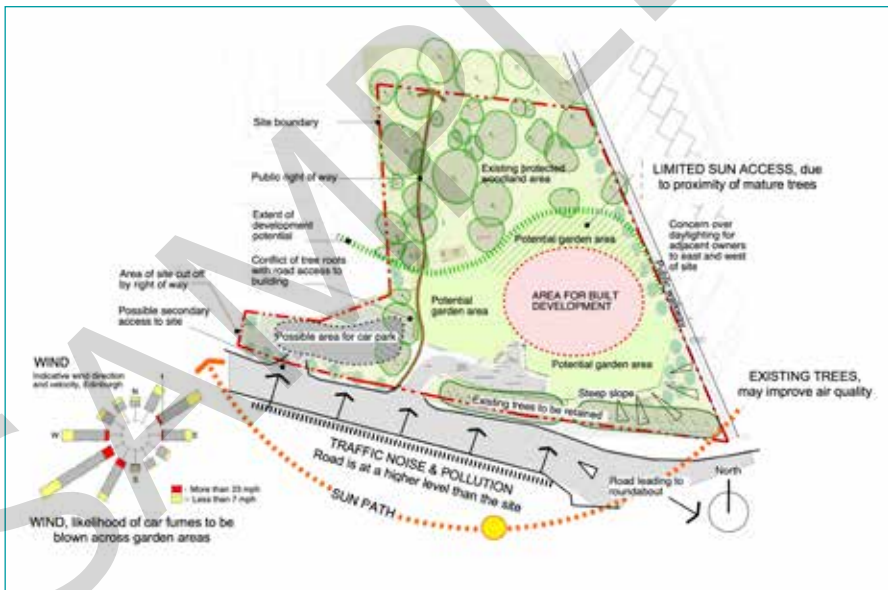 SAMPLE
Site boundary
Public right of way
Existing protected
woodland area
LIMITED SUN ACCESS, due
to proximity of mature trees
Extent of
development
potential
Potential garden area
Concern over
daylighting for
adjacent owners
to east and west
of site
Conflict of tree roots
with road access to
building
Area of site cut off
by right of way
Possible secondary
access to site
Potential
garden area
AREA FOR BUILT
DEVELOPMENT
Possible area for car park
Potential garden area
Steep slope
Existing trees to be retained
EXISTING TREES,
may improve air quality
WIND
Indicative wind direction
and velocity, Edinburgh
N
W
E
S
More than 23 mph
Less than 7 mph
WIND, likelihood of car fumes to be
blown across garden areas
TRAFFIC NOISE & POLLUTION
Road is at a higher level than the site
SUN PATH
Road leading to
roundabout
North